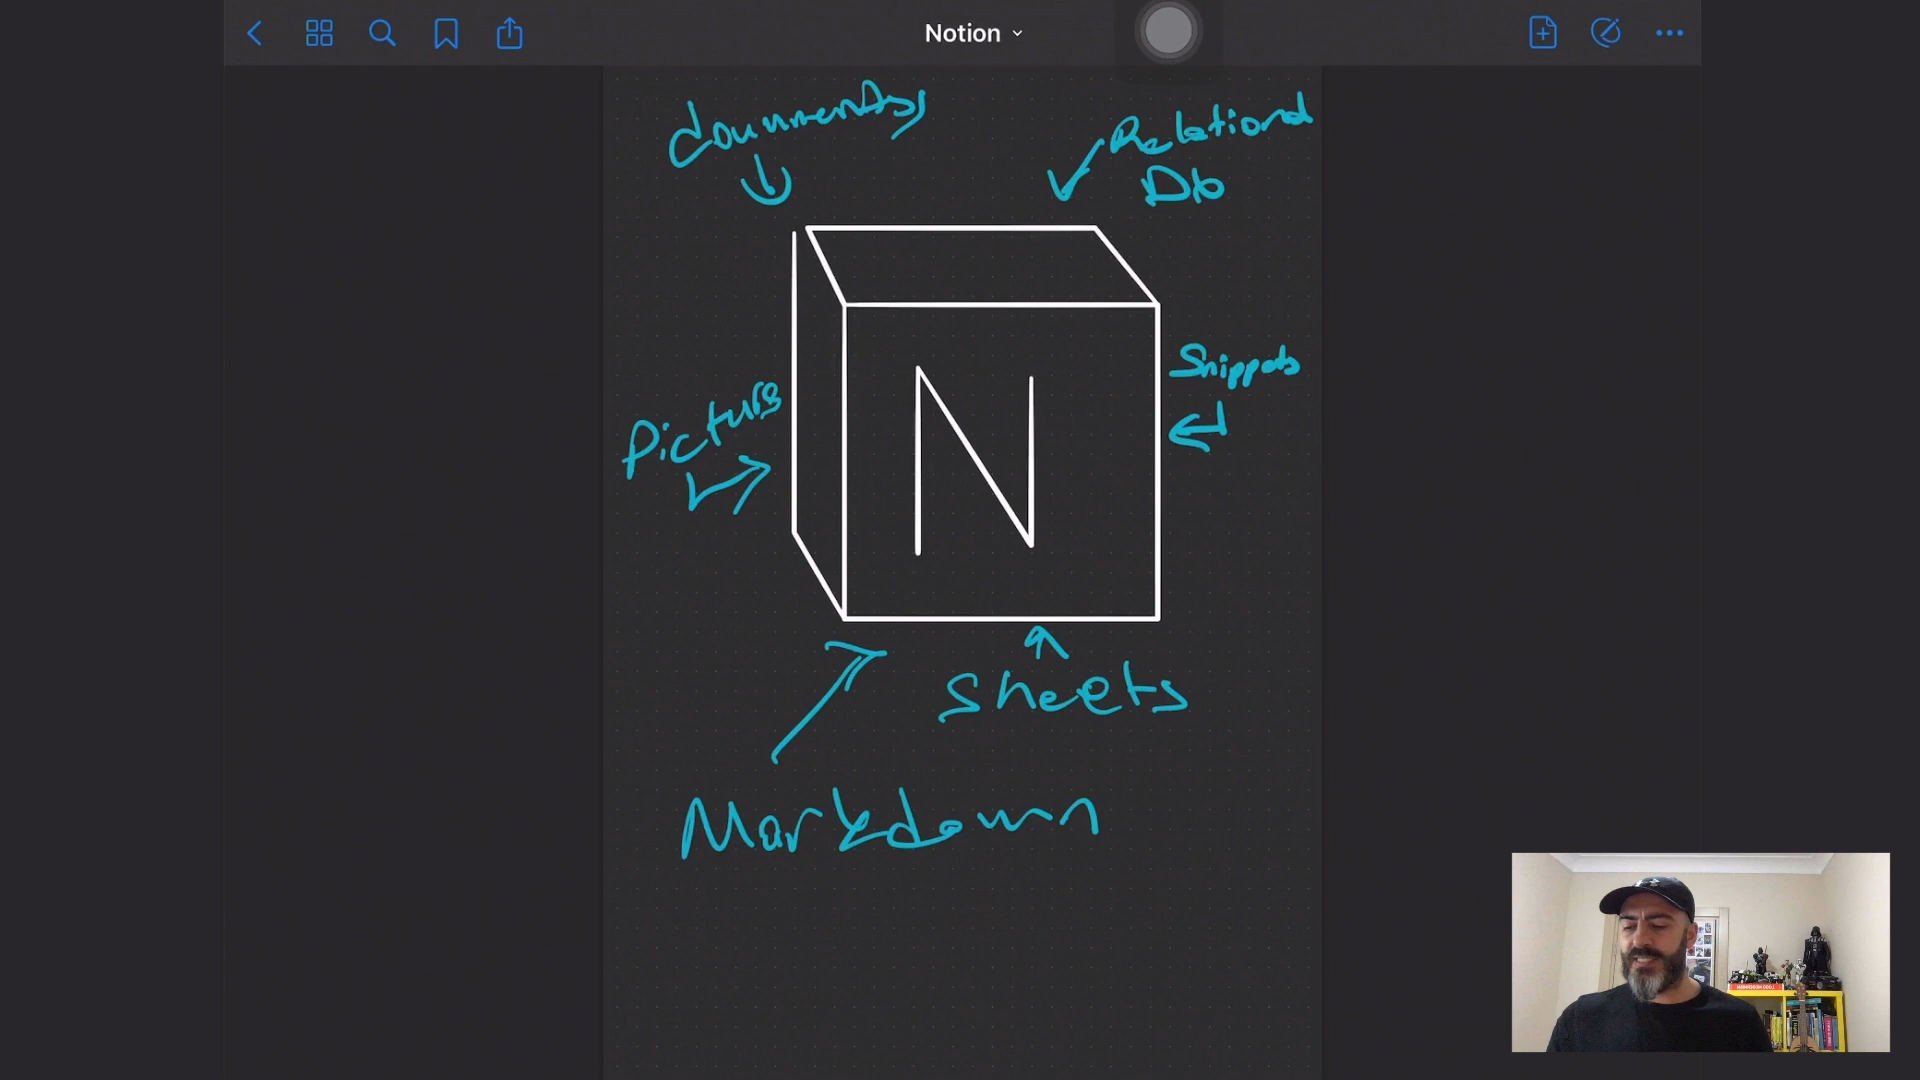 Notion
Documents
Relational
Db
N
Snippets
Pictures
Sheets
Markdown